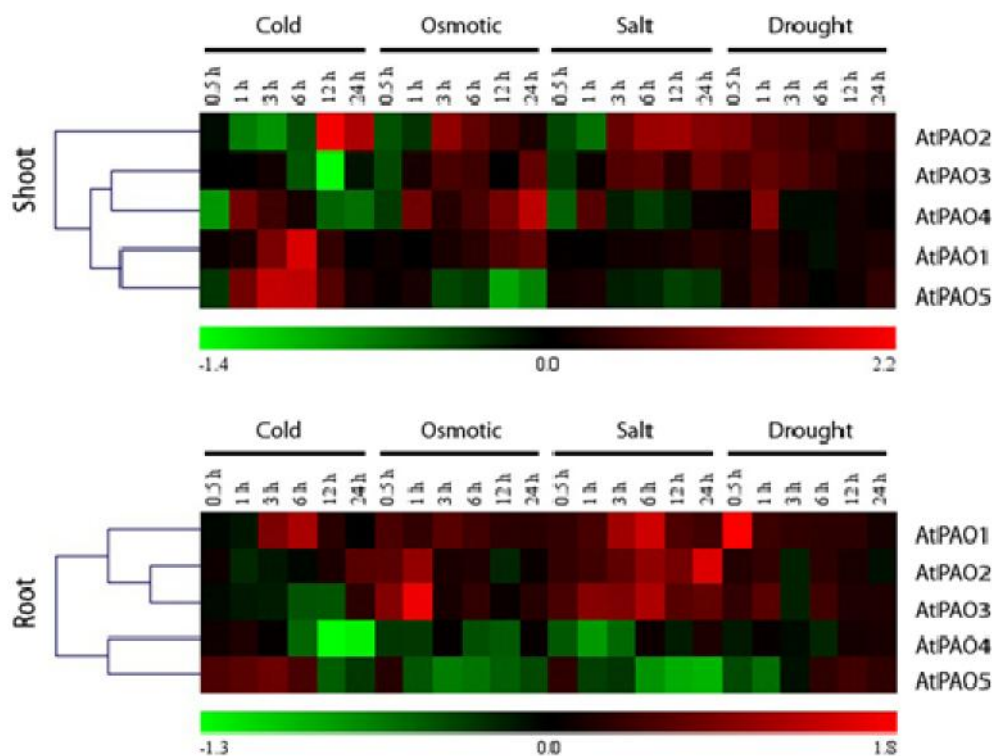 Cold Osmotic Salt Drought
0.5 h 1 h 3 h 6 h 12 h 24 h 0.5 h 1 h 3 h 6 h 12 h 24 h 0.5 h 1 h 3 h 6 h 12 h 24 h 0.5 h 1 h 3 h 6 h 12 h 24 h
Shoot
AtPAO2
AtPAO3
AtPAO4
AtPAO1
AtPAO5
-1.4 0.0 2.2
Cold Osmotic Salt Drought
0.5 h 1 h 3 h 6 h 12 h 24 h 0.5 h 1 h 3 h 6 h 12 h 24 h 0.5 h 1 h 3 h 6 h 12 h 24 h 0.5 h 1 h 3 h 6 h 12 h 24 h
Root
AtPAO1
AtPAO2
AtPAO3
AtPAO4
AtPAO5
-1.3 0.0 1.8